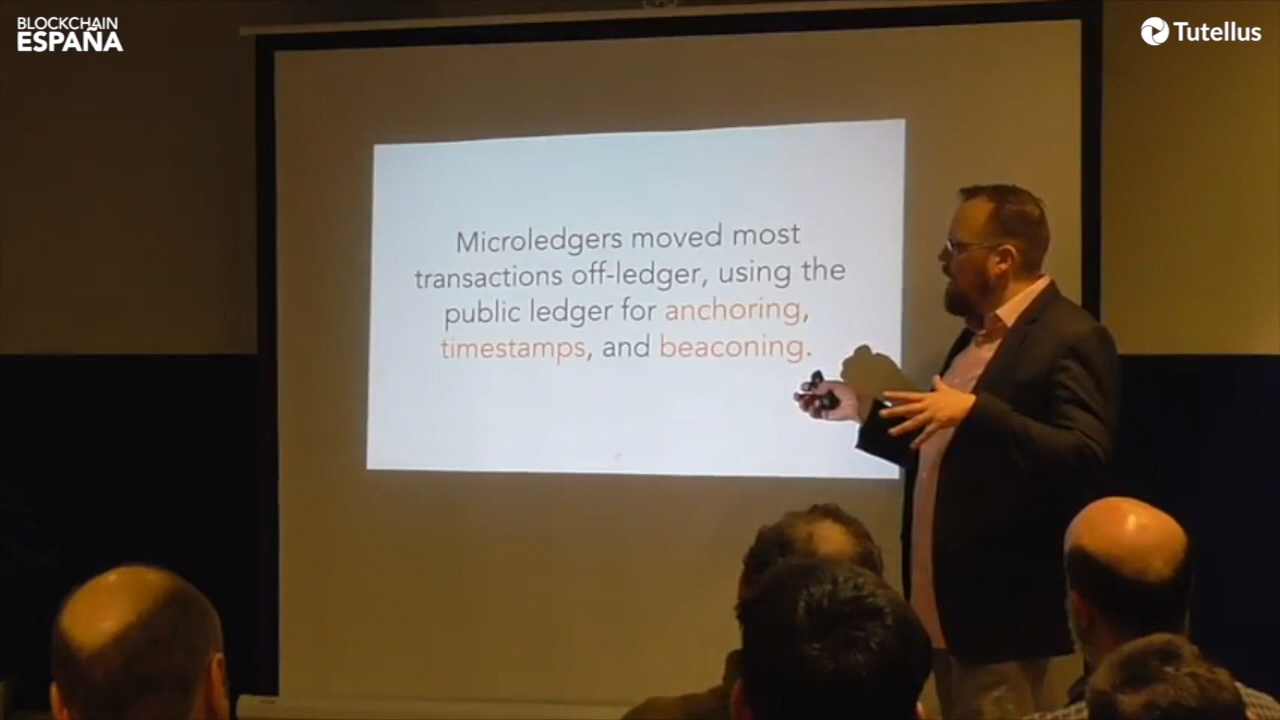 BLOCKCHAIN
ESPAÑA
Tutellus
Microledgers moved most
transactions off-ledger, using the
public ledger for anchoring,
timestamps, and beaconing.